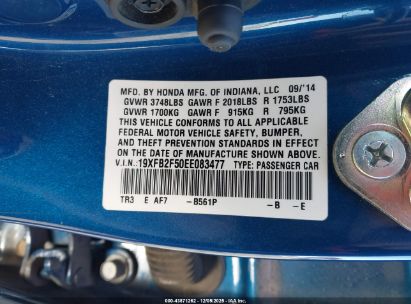 MFD. BY HONDA MFG. OF INDIANA, LLC 09/'14
GVWR 3748LBS GAWR F 2018LBS R 1753LBS
GVWR 1700KG GAWR F 915KG R 795KG
THIS VEHICLE CONFORMS TO ALL APPLICABLE
FEDERAL MOTOR VEHICLE SAFETY, BUMPER,
AND THEFT PREVENTION STANDARDS IN EFFECT
ON THE DATE OF MANUFACTURE SHOWN ABOVE.
V.I.N.:19XFB2F50EE083477 TYPE: PASSENGER CAR
TR3 E AF7 -B561P -B -E